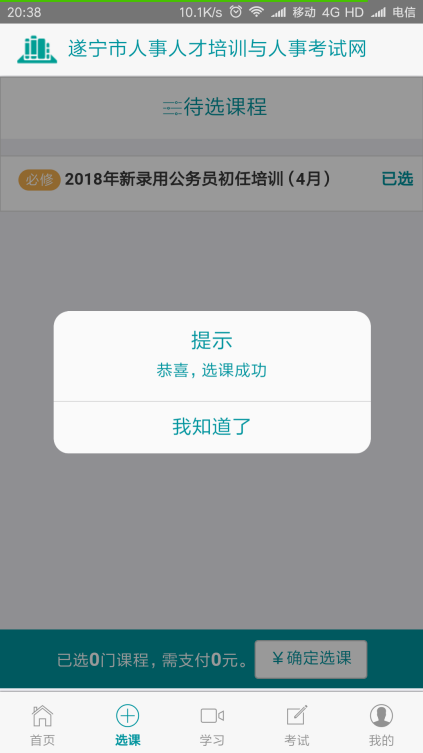 20:38 10.1K/s 移动 4G HD 电信
遂宁市人事人才培训与人事考试网
待选课程
必修 2018年新录用公务员初任培训（4月） 已选
提示
恭喜，选课成功
我知道了
已选0门课程，需支付0元。 ￥确定选课
首页 选课 学习 考试 我的